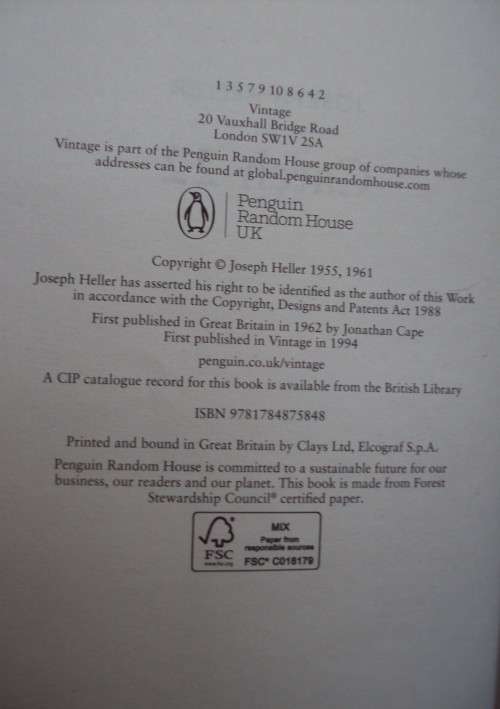 1 3 5 7 9 10 8 6 4 2
Vintage
20 Vauxhall Bridge Road
London SW1V 2SA
Vintage is part of the Penguin Random House group of companies whose
addresses can be found at global.penguinrandomhouse.com
Penguin
Random House
UK
Copyright © Joseph Heller 1955, 1961
Joseph Heller has asserted his right to be identified as the author of this Work
in accordance with the Copyright, Designs and Patents Act 1988
First published in Great Britain in 1962 by Jonathan Cape
First published in Vintage in 1994
penguin.co.uk/vintage
A CIP catalogue record for this book is available from the British Library
ISBN 9781784875848
Printed and bound in Great Britain by Clays Ltd, Elcograf S.p.A.
Penguin Random House is committed to a sustainable future for our
business, our readers and our planet. This book is made from Forest
Stewardship Council® certified paper.
FSC
www.fsc.org
MIX
Paper from
responsible sources
FSC® C018179